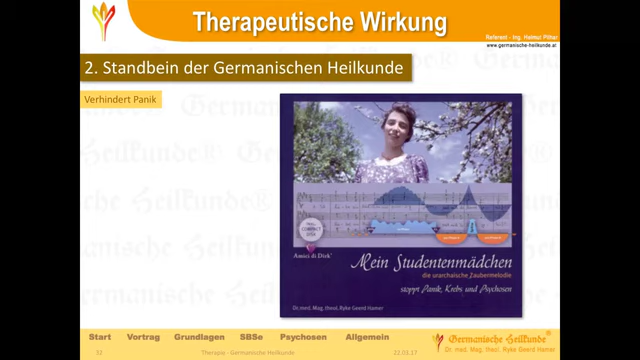 Therapeutische Wirkung
Referent - Ing. Helmut Pilhar
www.germanische-heilkunde.at
2. Standbein der Germanischen Heilkunde
Verhindert Panik
COMPACT
DISK
Amici di Dirk®
Mein Studentenmädchen
die urarchaische Zaubermelodie
stoppt Panik, Krebs und Psychosen
Dr. med. Mag. theol. Ryke Geerd Hamer
Start Vortrag Grundlagen SBSe Psychosen Allgemein
Germanische Heilkunde®
Dr. med. Mag. theol. Ryke Geerd Hamer
32 Therapie - Germanische Heilkunde 22.03.17